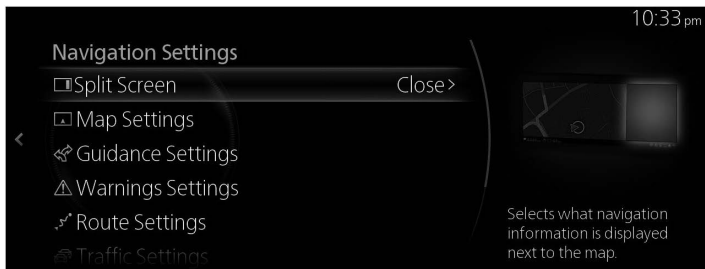 10:33 pm
Navigation Settings
Split Screen Close >
Map Settings
Guidance Settings
Warnings Settings
Route Settings
Traffic Settings
Selects what navigation
information is displayed
next to the map.